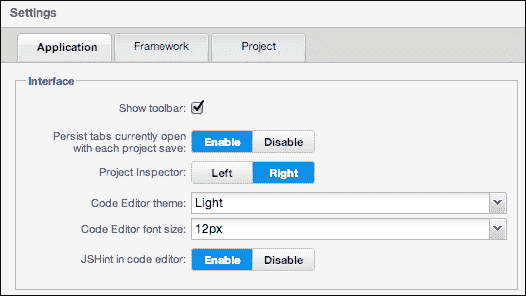 Settings
Application Framework Project
Interface
Show toolbar:
Persist tabs currently open
with each project save: Enable Disable
Project Inspector: Left Right
Code Editor theme: Light
Code Editor font size: 12px
JSHint in code editor: Enable Disable